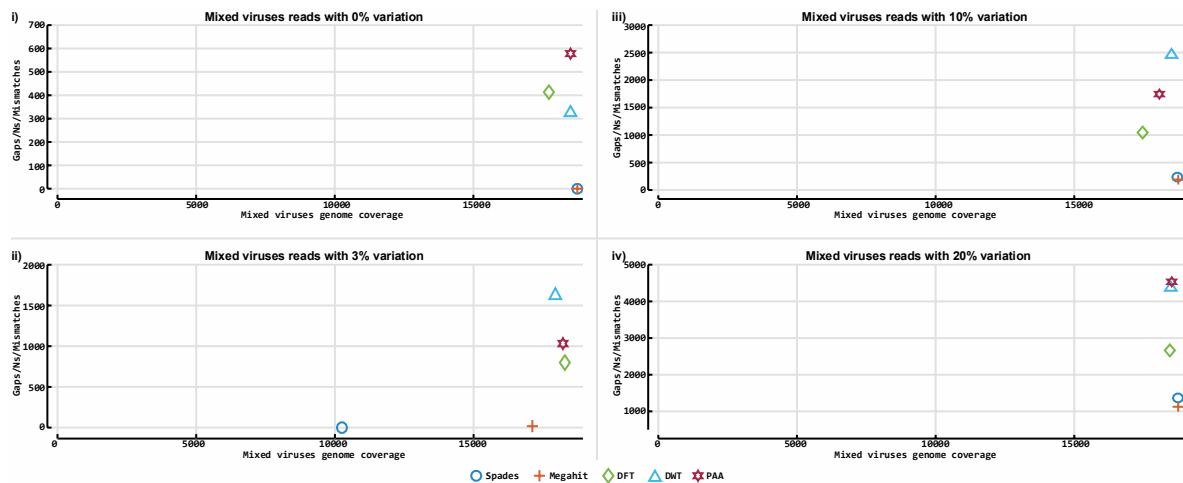 i)
Mixed viruses reads with 0% variation
700
600
500
400
300
200
100
0
Gaps/Ns/Mismatches
0 5000 10000 15000
Mixed viruses genome coverage
ii)
Mixed viruses reads with 3% variation
2000
1500
1000
500
0
Gaps/Ns/Mismatches
0 5000 10000 15000
Mixed viruses genome coverage
iii)
Mixed viruses reads with 10% variation
3000
2500
2000
1500
1000
500
0
Gaps/Ns/Mismatches
0 5000 10000 15000
Mixed viruses genome coverage
iv)
Mixed viruses reads with 20% variation
5000
4000
3000
2000
1000
Gaps/Ns/Mismatches
0 5000 10000 15000
Mixed viruses genome coverage
Spades Megahit DFT DWT PAA